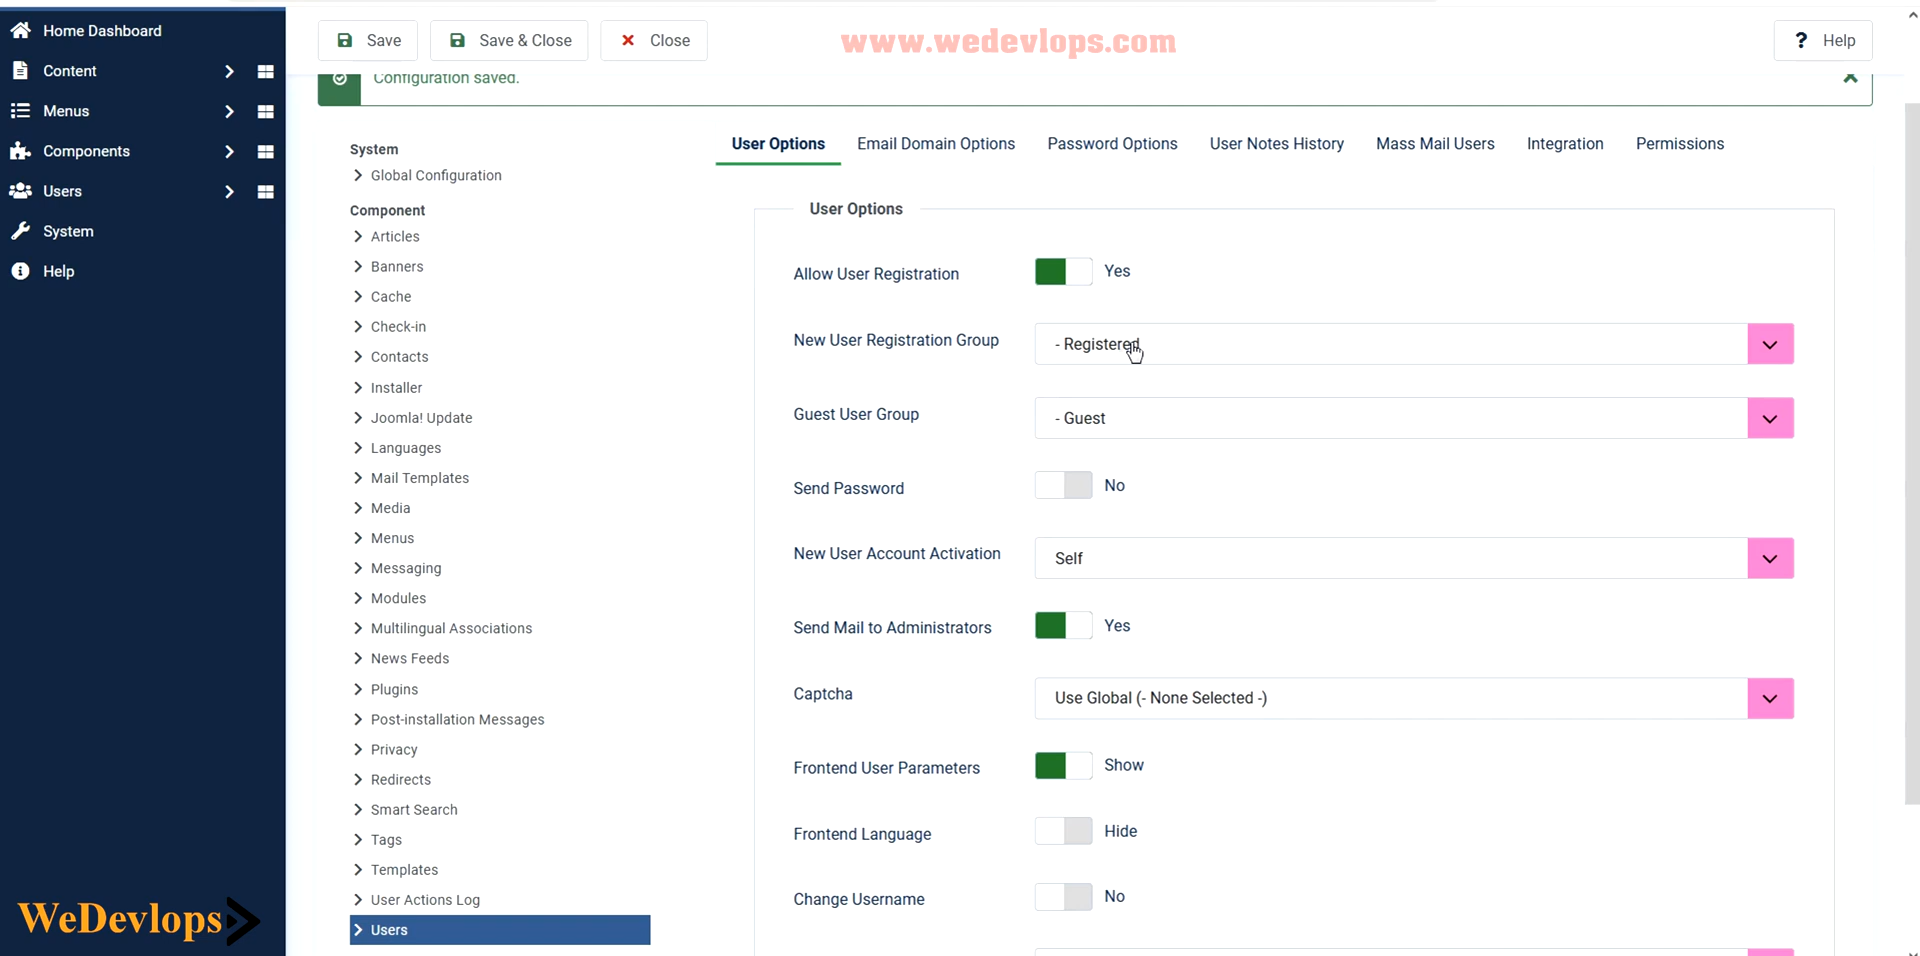 Home Dashboard
Content
Menus
Components
Users
System
Help
WeDevlops
Save
Save & Close
Close
www.wedevlops.com
Help
Configuration saved.
System
Global Configuration
Component
Articles
Banners
Cache
Check-in
Contacts
Installer
Joomla! Update
Languages
Mail Templates
Media
Menus
Messaging
Modules
Multilingual Associations
News Feeds
Plugins
Post-installation Messages
Privacy
Redirects
Smart Search
Tags
Templates
User Actions Log
Users
User Options Email Domain Options Password Options User Notes History Mass Mail Users Integration Permissions
User Options
Allow User Registration Yes
New User Registration Group - Registered
Guest User Group - Guest
Send Password No
New User Account Activation Self
Send Mail to Administrators Yes
Captcha Use Global (- None Selected -)
Frontend User Parameters Show
Frontend Language Hide
Change Username No